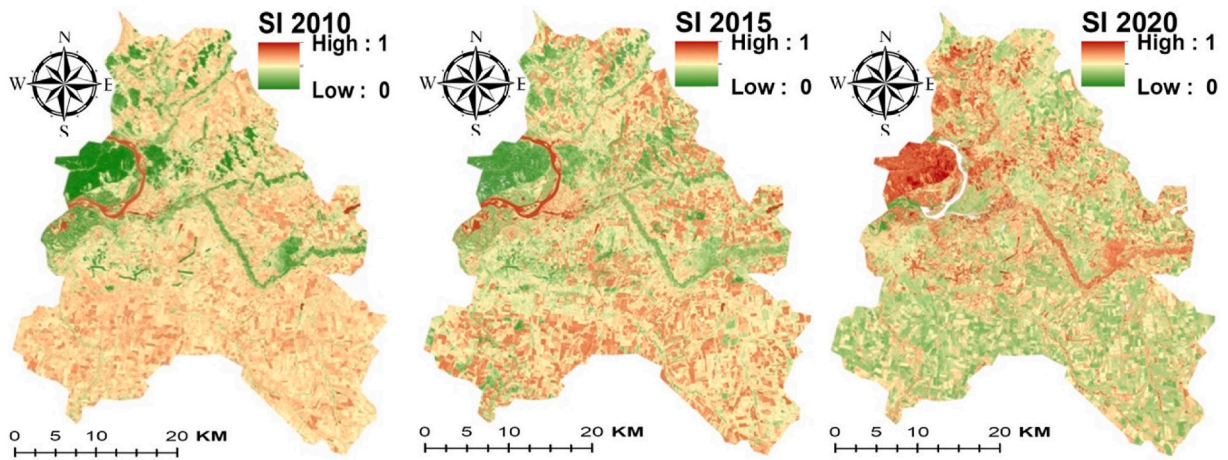 SI 2010
High : 1
Low : 0
N
W E
S
0 5 10 20 KM
SI 2015
High : 1
Low : 0
N
W E
S
0 5 10 20 KM
SI 2020
High : 1
Low : 0
N
W E
S
0 5 10 20 KM